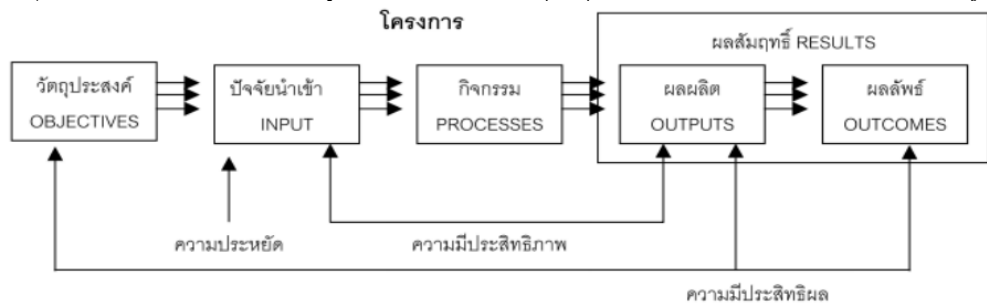 โครงการ
ผลสัมฤทธิ์ RESULTS
วัตถุประสงค์
OBJECTIVES
ปัจจัยนำเข้า
INPUT
กิจกรรม
PROCESSES
ผลผลิต
OUTPUTS
ผลลัพธ์
OUTCOMES
ความประหยัด
ความมีประสิทธิภาพ
ความมีประสิทธิผล